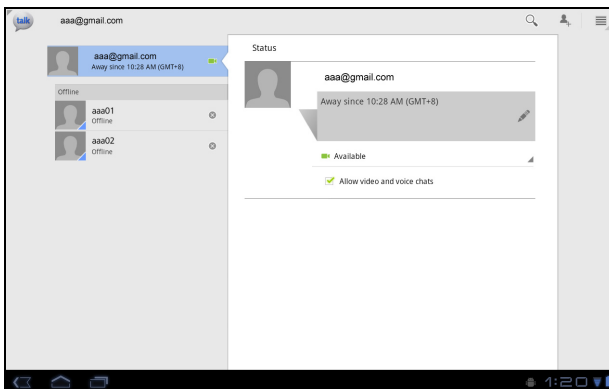 talk
aaa@gmail.com
aaa@gmail.com
Away since 10:28 AM (GMT+8)
Offline
aaa01
Offline
aaa02
Offline
Status
aaa@gmail.com
Away since 10:28 AM (GMT+8)
Available
Allow video and voice chats
1:20